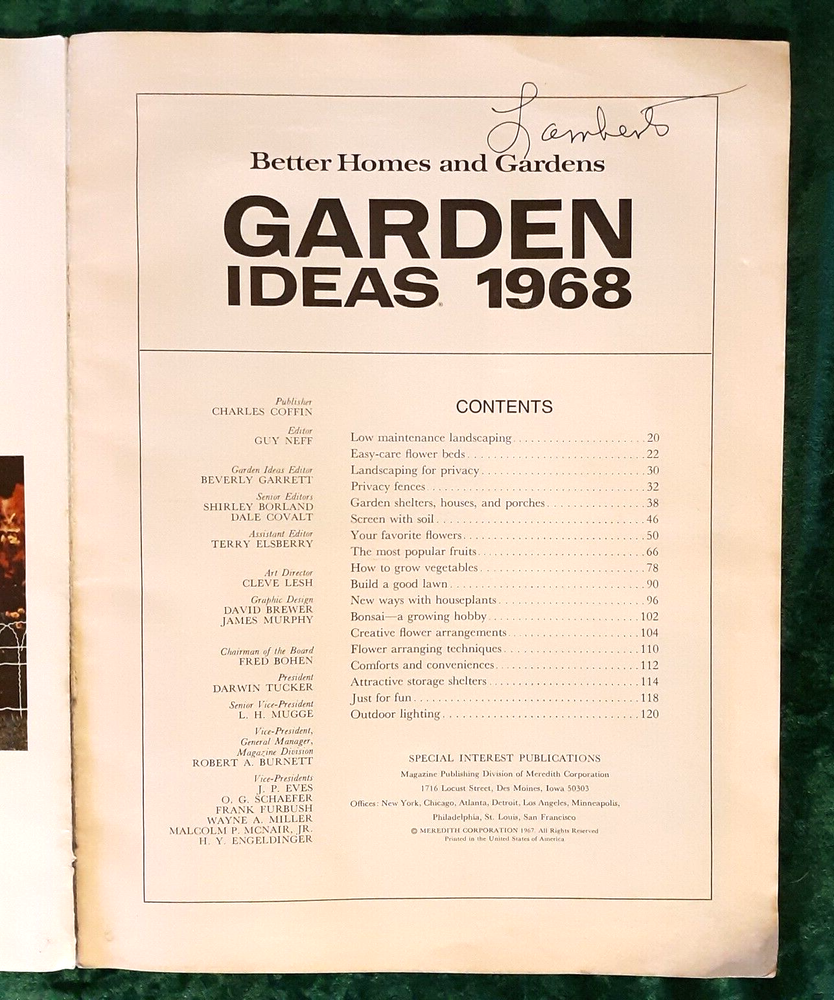 Lambert
Better Homes and Gardens
GARDEN
IDEAS 1968
Publisher
CHARLES COFFIN
Editor
GUY NEFF
Garden Ideas Editor
BEVERLY GARRETT
Senior Editors
SHIRLEY BORLAND
DALE COVALT
Assistant Editor
TERRY ELSBERRY
Art Director
CLEVE LESH
Graphic Design
DAVID BREWER
JAMES MURPHY
Chairman of the Board
FRED BOHEN
President
DARWIN TUCKER
Senior Vice-President
L. H. MUGGE
Vice-President,
General Manager,
Magazine Division
ROBERT A. BURNETT
Vice-Presidents
J. P. EVES
O. G. SCHAEFER
FRANK FURBUSH
WAYNE A. MILLER
MALCOLM P. MCNAIR, JR.
H. Y. ENGELDINGER
CONTENTS
Low maintenance landscaping 20
Easy-care flower beds 22
Landscaping for privacy 30
Privacy fences 32
Garden shelters, houses, and porches 38
Screen with soil 46
Your favorite flowers 50
The most popular fruits 66
How to grow vegetables 78
Build a good lawn 90
New ways with houseplants 96
Bonsai—a growing hobby 102
Creative flower arrangements 104
Flower arranging techniques 110
Comforts and conveniences 112
Attractive storage shelters 114
Just for fun 118
Outdoor lighting 120
SPECIAL INTEREST PUBLICATIONS
Magazine Publishing Division of Meredith Corporation
1716 Locust Street, Des Moines, Iowa 50303
Offices: New York, Chicago, Atlanta, Detroit, Los Angeles, Minneapolis,
Philadelphia, St. Louis, San Francisco
© MEREDITH CORPORATION 1967. All Rights Reserved
Printed in the United States of America